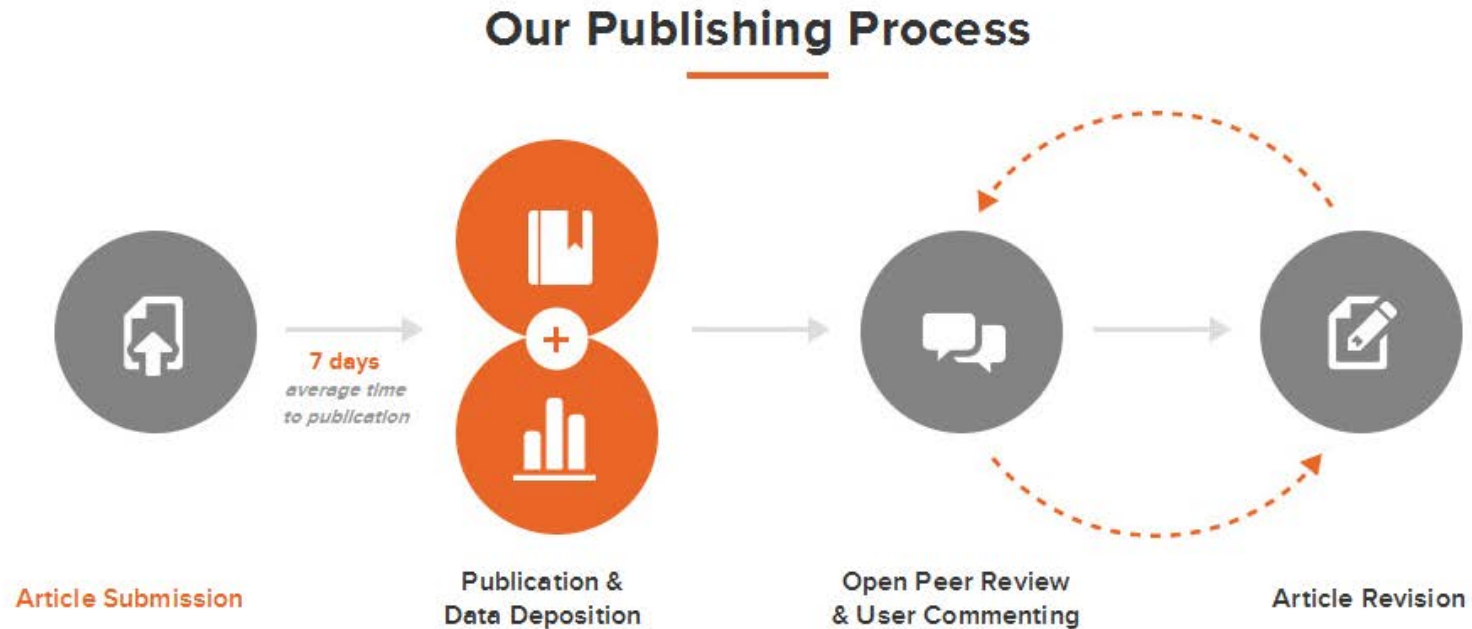 Our Publishing Process
7 days
average time
to publication
Article Submission
Publication &
Data Deposition
Open Peer Review
& User Commenting
Article Revision